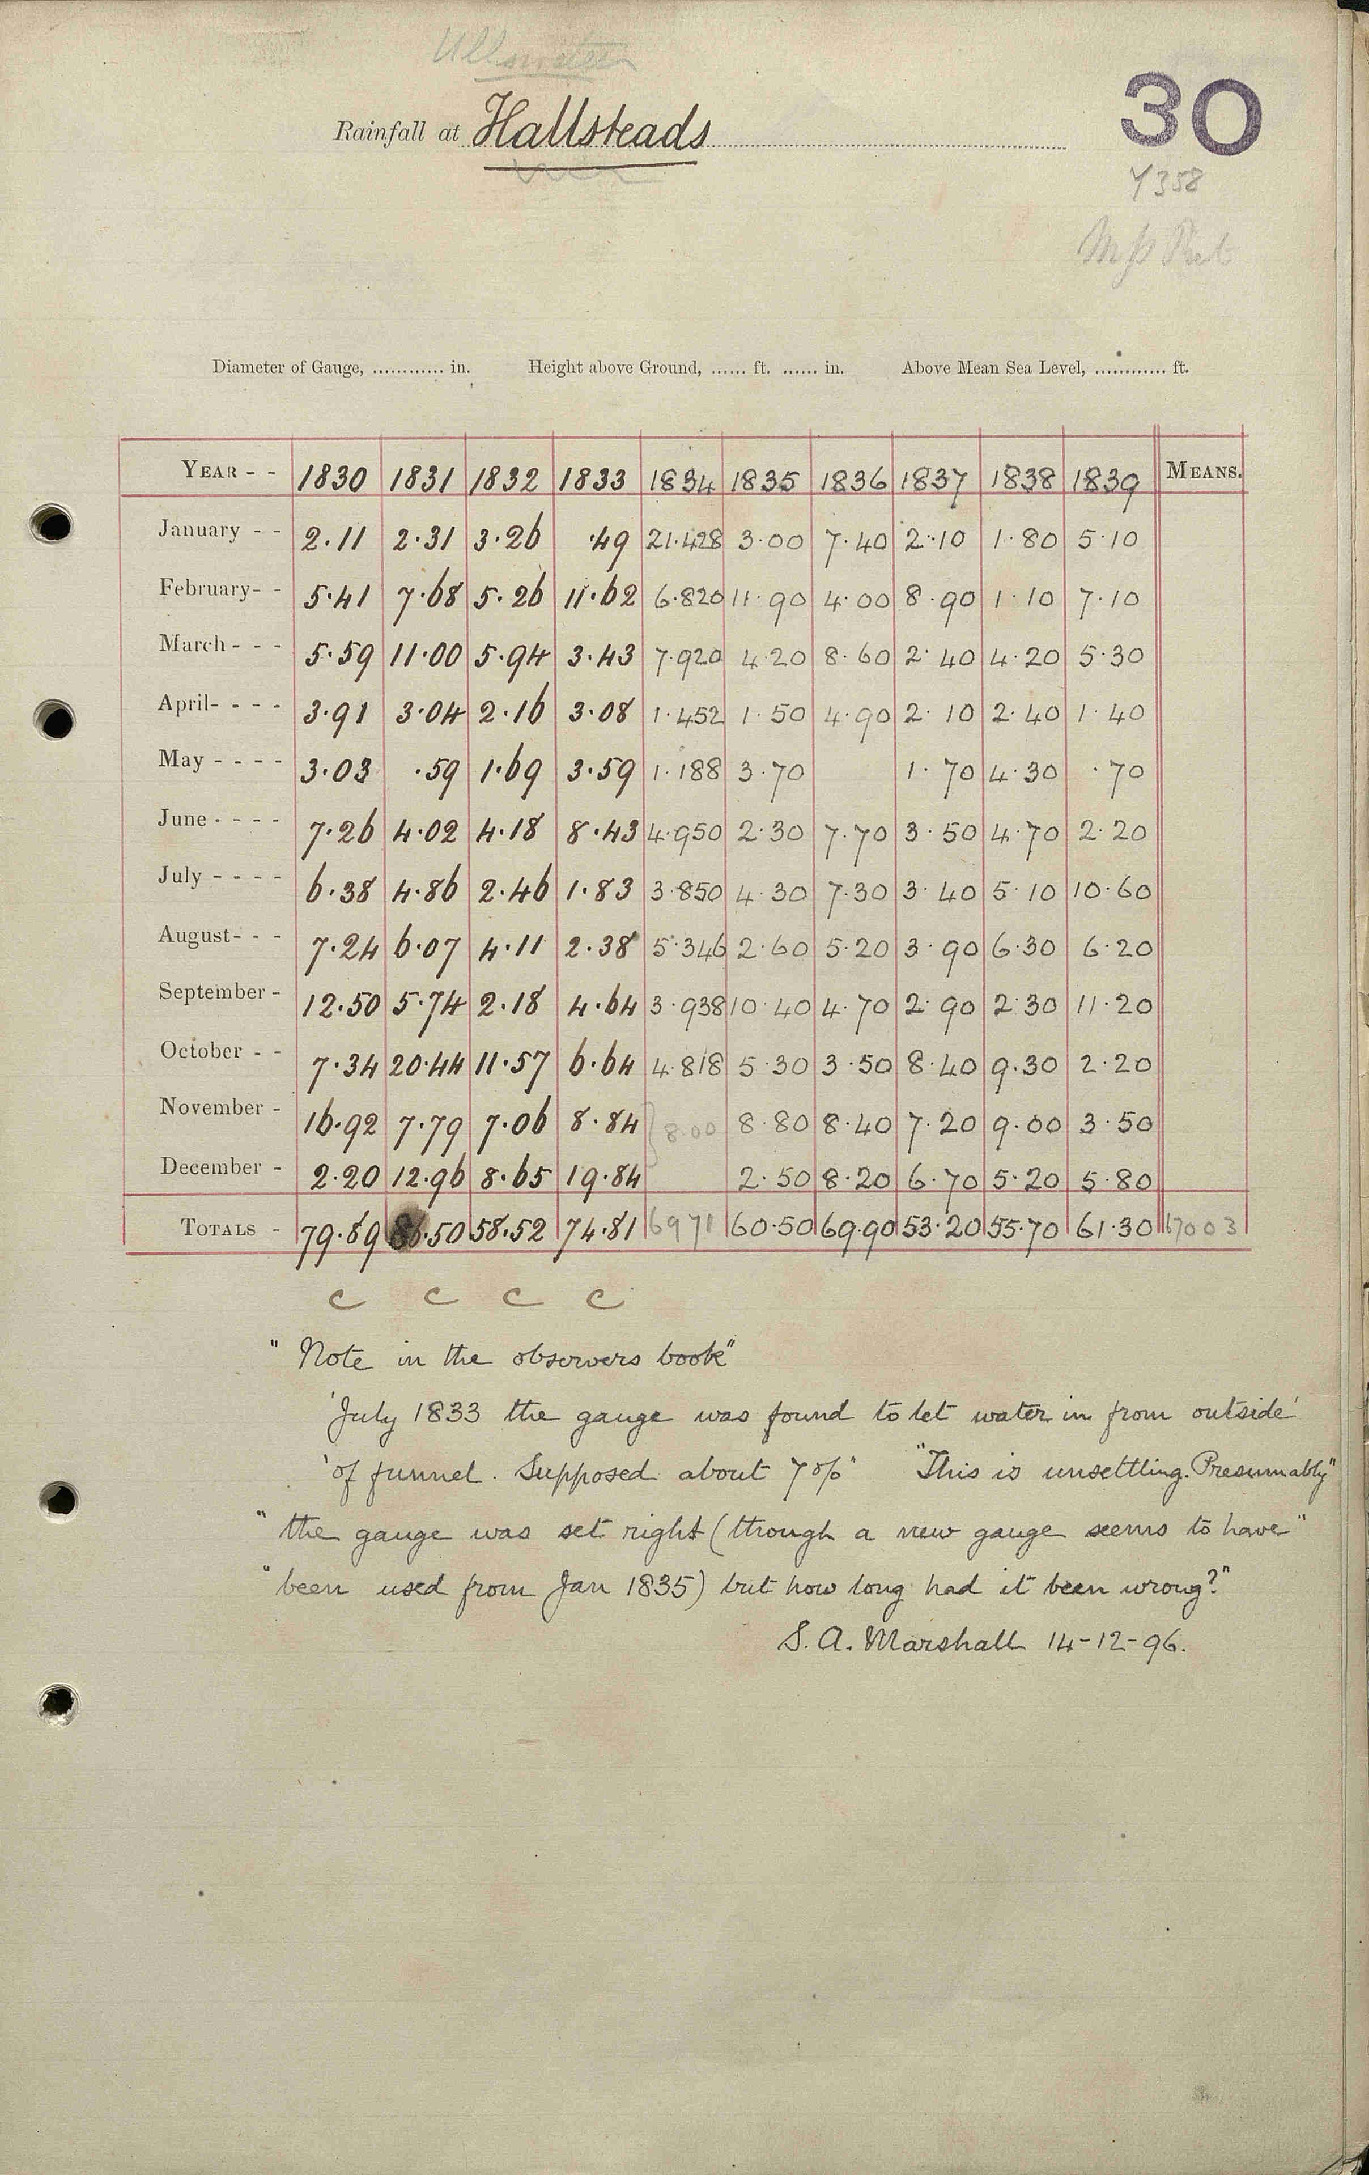 Ullswater
Rainfall at Hallsteads
30
Diameter of Gauge, ............ in. Height above Ground, ...... ft. ...... in. Above Mean Sea Level, ............ ft.
YEAR - - 1830 1831 1832 1833 1834 1835 1836 1837 1838 1839 MEANS.
January - - 2.11 2.31 3.26 .49 21.428 3.00 7.40 2.10 1.80 5.10
February- - 5.41 7.68 5.26 11.62 6.820 11.90 4.00 8.90 1.10 7.10
March - - - 5.59 11.00 5.94 3.43 7.920 4.20 8.60 2.40 4.20 5.30
April- - - - 3.91 3.04 2.16 3.08 1.452 1.50 4.90 2.10 2.40 1.40
May - - - - 3.03 .59 1.69 3.59 1.188 3.70 1.70 4.30 .70
June - - - - 7.26 4.02 4.18 8.43 4.950 2.30 7.70 3.50 4.70 2.20
July - - - - 6.38 4.86 2.46 1.83 3.850 4.30 7.30 3.40 5.10 10.60
August- - - 7.24 6.07 4.11 2.38 5.346 2.60 5.20 3.90 6.30 6.20
September - 12.50 5.74 2.18 4.64 3.938 10.40 4.70 2.90 2.30 11.20
October - - 7.34 20.44 11.57 6.64 4.818 5.30 3.50 8.40 9.30 2.20
November - 16.92 7.79 7.06 8.84 8.00 8.80 8.40 7.20 9.00 3.50
December - 2.20 12.96 8.65 19.84 2.50 8.20 6.70 5.20 5.80
TOTALS - 79.89 86.50 58.52 74.81 69 71 60.50 69.90 53.20 55.70 61.30 67003
c c c c
" Note in the observers book"
'July 1833 the gauge was found to let water in from outside'
'of funnel. Supposed about 7%' "This is unsettling. Presumably"
"the gauge was set right (though a new gauge seems to have"
"been used from Jan 1835) but how long had it been wrong?"
S. A. Marshall 14-12-96.